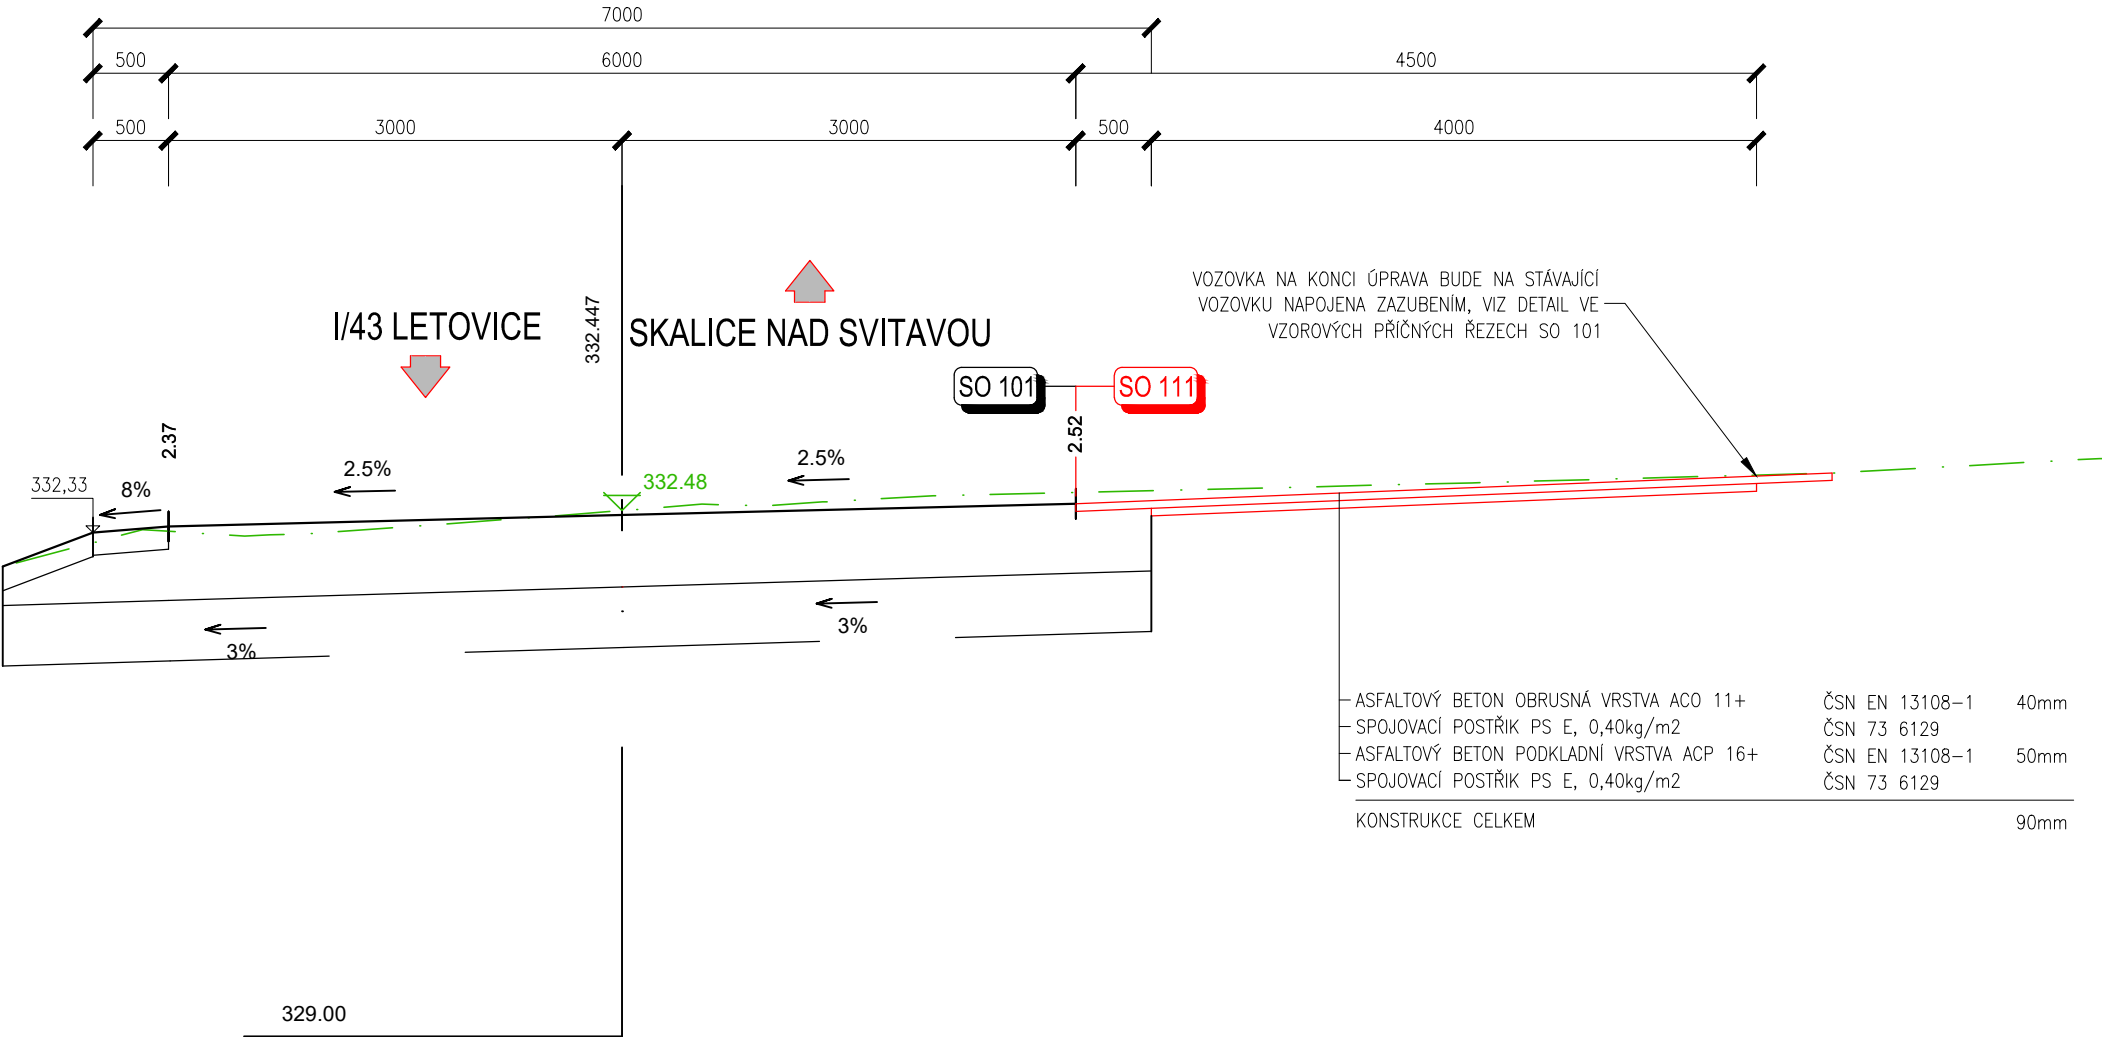 7000
500 6000 4500
500 3000 3000 500 4000
VOZOVKA NA KONCI ÚPRAVA BUDE NA STÁVAJÍCÍ
VOZOVKU NAPOJENA ZAZUBENÍM, VIZ DETAIL VE
VZOROVÝCH PŘÍČNÝCH ŘEZECH SO 101
I/43 LETOVICE
332.447
SKALICE NAD SVITAVOU
SO 101
SO 111
2.37
2.52
332,33
8%
2.5%
2.5%
332.48
3%
3%
ASFALTOVÝ BETON OBRUSNÁ VRSTVA ACO 11+ ČSN EN 13108-1 40mm
SPOJOVACÍ POSTŘIK PS E, 0,40kg/m2 ČSN 73 6129
ASFALTOVÝ BETON PODKLADNÍ VRSTVA ACP 16+ ČSN EN 13108-1 50mm
SPOJOVACÍ POSTŘIK PS E, 0,40kg/m2 ČSN 73 6129
KONSTRUKCE CELKEM 90mm
329.00